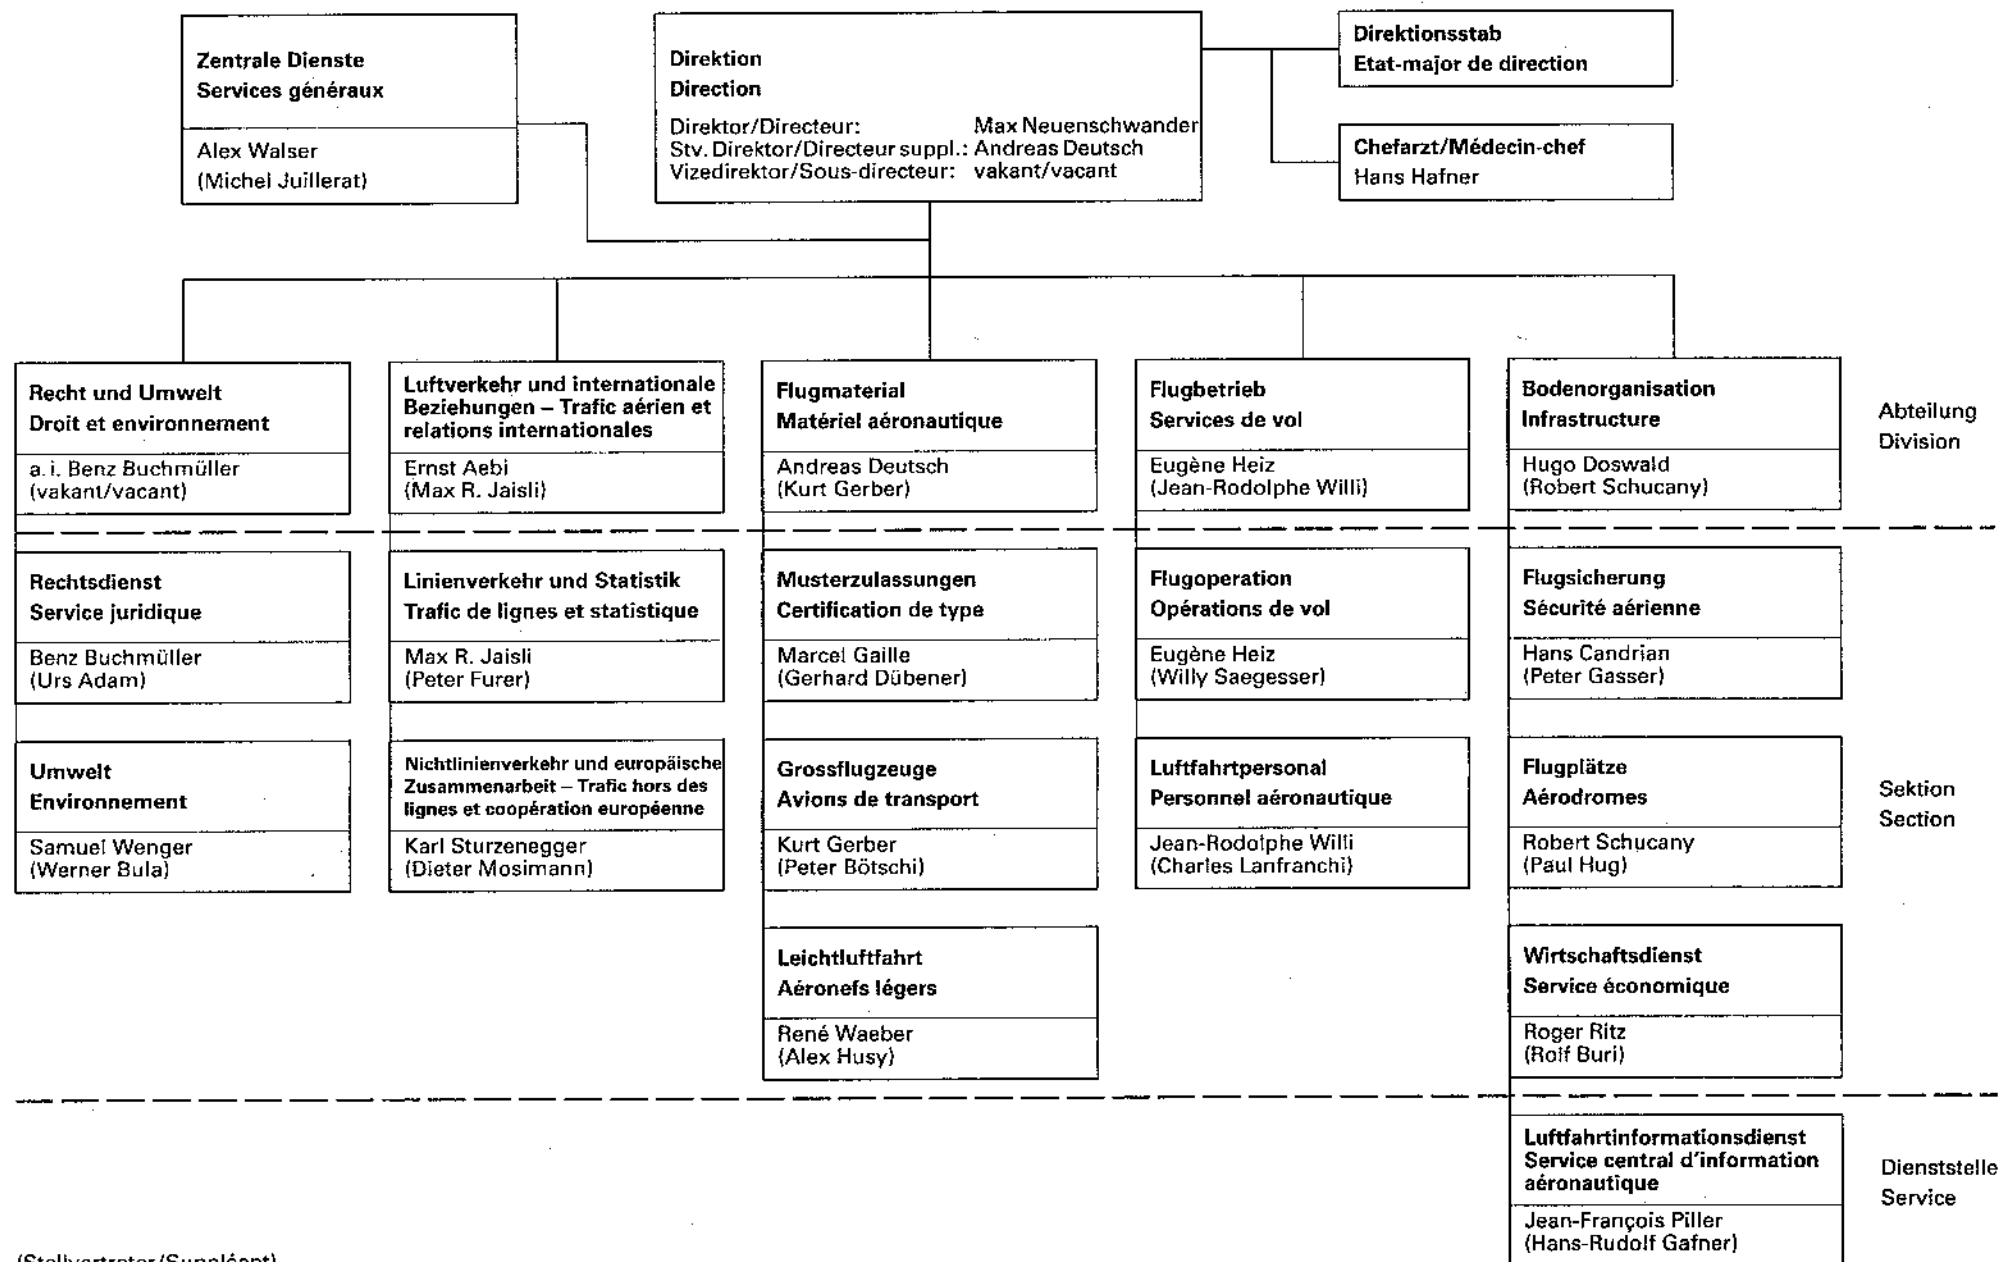 Zentrale Dienste
Services généraux
Alex Walser
(Michel Juillerat)
Direktion
Direction
Direktor/Directeur: Max Neuenschwander
Stv. Direktor/Directeur suppl.: Andreas Deutsch
Vizedirektor/Sous-directeur: vakant/vacant
Direktionsstab
Etat-major de direction
Chefarzt/Médecin-chef
Hans Hafner
Recht und Umwelt
Droit et environnement
a. i. Benz Buchmüller
(vakant/vacant)
Luftverkehr und internationale
Beziehungen – Trafic aérien et
relations internationales
Ernst Aebi
(Max R. Jaisli)
Flugmaterial
Matériel aéronautique
Andreas Deutsch
(Kurt Gerber)
Flugbetrieb
Services de vol
Eugène Heiz
(Jean-Rodolphe Willi)
Bodenorganisation
Infrastructure
Hugo Doswald
(Robert Schucany)
Abteilung
Division
Rechtsdienst
Service juridique
Benz Buchmüller
(Urs Adam)
Linienverkehr und Statistik
Trafic de lignes et statistique
Max R. Jaisli
(Peter Furer)
Musterzulassungen
Certification de type
Marcel Gaille
(Gerhard Dübener)
Flugoperation
Opérations de vol
Eugène Heiz
(Willy Saegesser)
Flugsicherung
Sécurité aérienne
Hans Candrian
(Peter Gasser)
Umwelt
Environnement
Samuel Wenger
(Werner Bula)
Nichtlinienverkehr und europäische
Zusammenarbeit – Trafic hors des
lignes et coopération européenne
Karl Sturzenegger
(Dieter Mosimann)
Grossflugzeuge
Avions de transport
Kurt Gerber
(Peter Bötschi)
Luftfahrtpersonal
Personnel aéronautique
Jean-Rodolphe Willi
(Charles Lanfranchi)
Flugplätze
Aérodromes
Robert Schucany
(Paul Hug)
Sektion
Section
Leichtluftfahrt
Aéronefs légers
René Waeber
(Alex Husy)
Wirtschaftsdienst
Service économique
Roger Ritz
(Rolf Buri)
Luftfahrtinformationsdienst
Service central d'information
aéronautique
Jean-François Piller
(Hans-Rudolf Gafner)
Dienststelle
Service
(Stellvertreter/Suppléant)